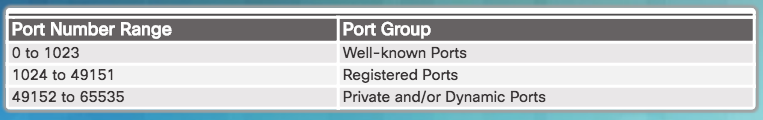 Port Number Range Port Group
0 to 1023 Well-known Ports
1024 to 49151 Registered Ports
49152 to 65535 Private and/or Dynamic Ports